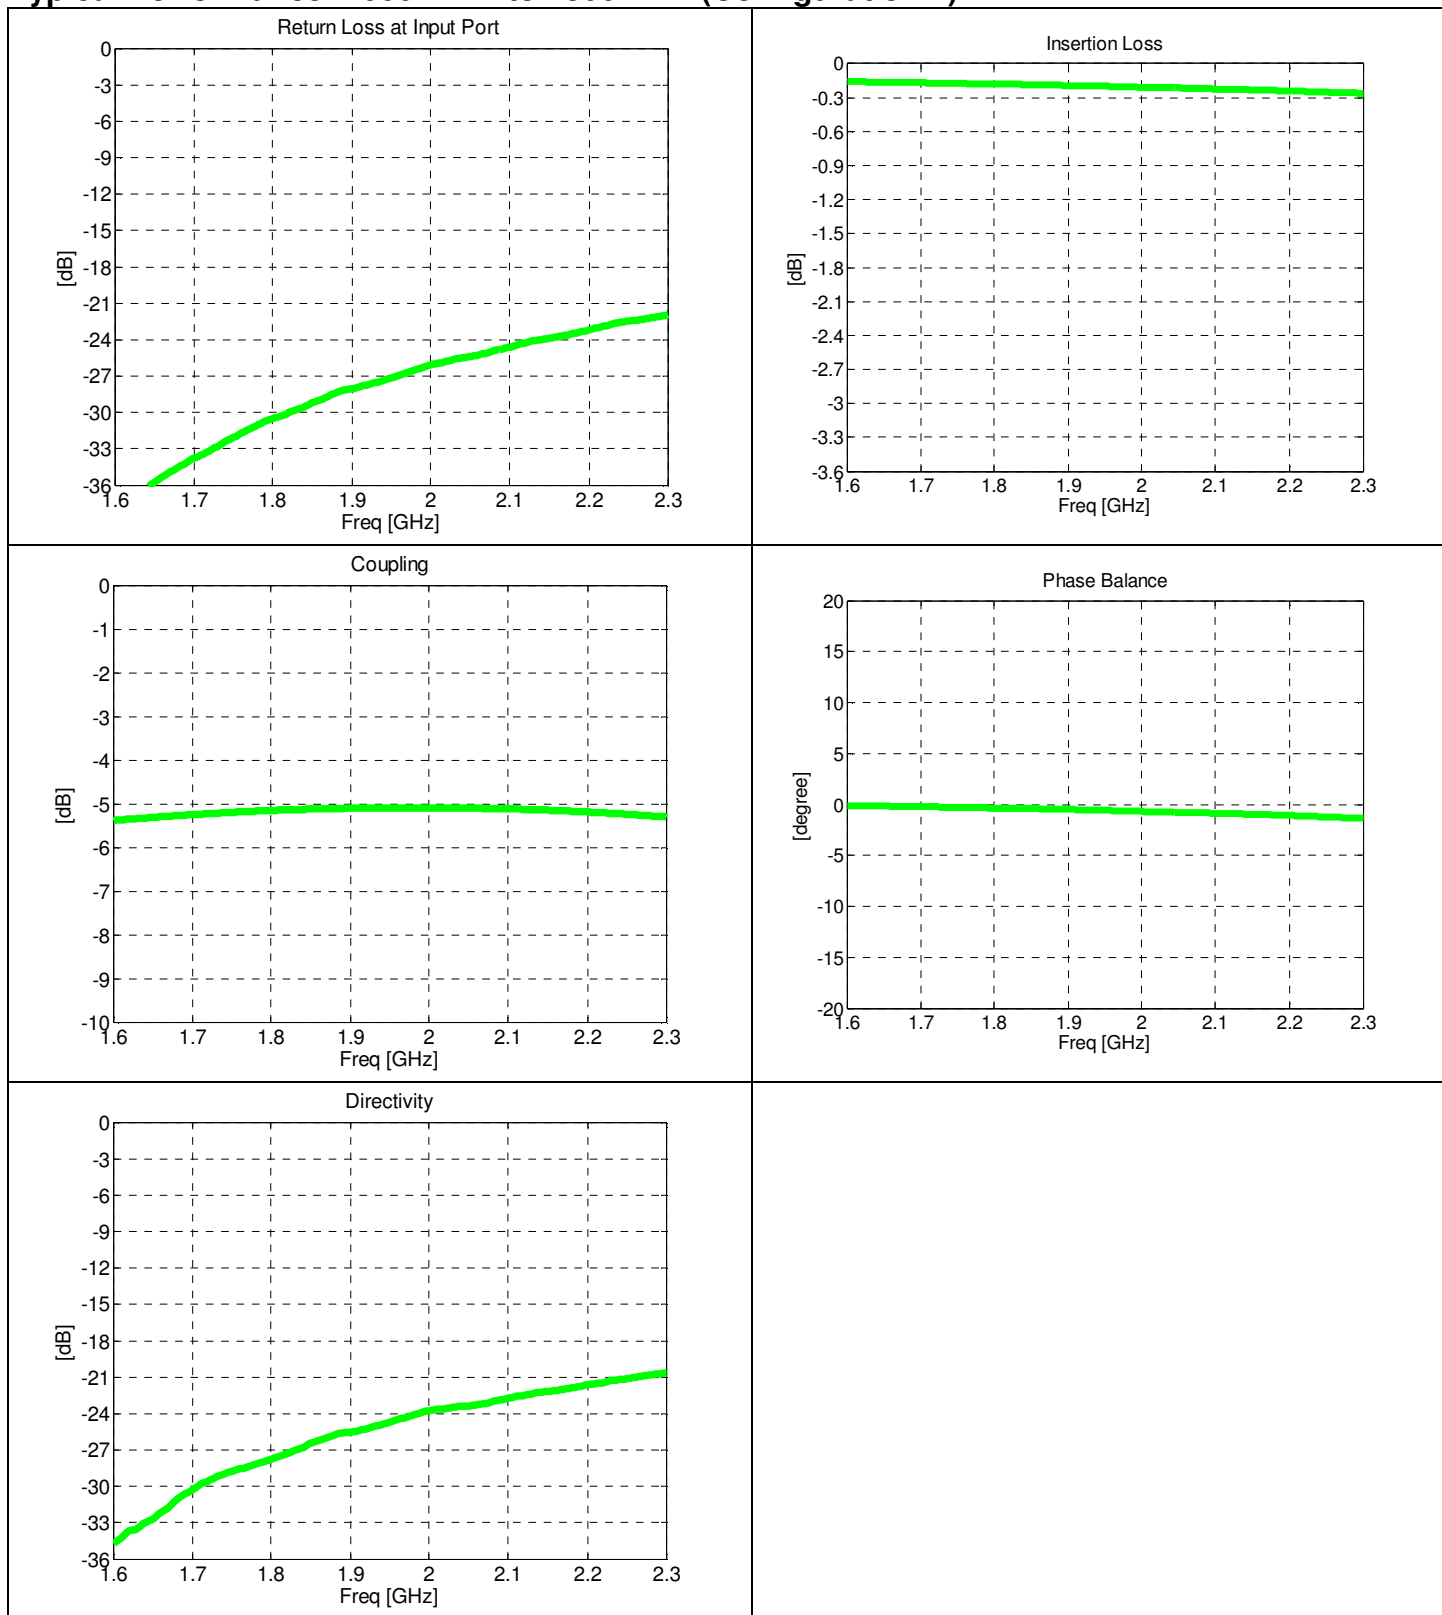 Return Loss at Input Port
0
-3
-6
-9
-12
-15
-18
-21
-24
-27
-30
-33
-36
[dB]
1.6 1.7 1.8 1.9 2 2.1 2.2 2.3
Freq [GHz]
Insertion Loss
0
-0.3
-0.6
-0.9
-1.2
-1.5
-1.8
-2.1
-2.4
-2.7
-3
-3.3
-3.6
[dB]
1.6 1.7 1.8 1.9 2 2.1 2.2 2.3
Freq [GHz]
Coupling
0
-1
-2
-3
-4
-5
-6
-7
-8
-9
-10
[dB]
1.6 1.7 1.8 1.9 2 2.1 2.2 2.3
Freq [GHz]
Phase Balance
20
15
10
5
0
-5
-10
-15
-20
[degree]
1.6 1.7 1.8 1.9 2 2.1 2.2 2.3
Freq [GHz]
Directivity
0
-3
-6
-9
-12
-15
-18
-21
-24
-27
-30
-33
-36
[dB]
1.6 1.7 1.8 1.9 2 2.1 2.2 2.3
Freq [GHz]